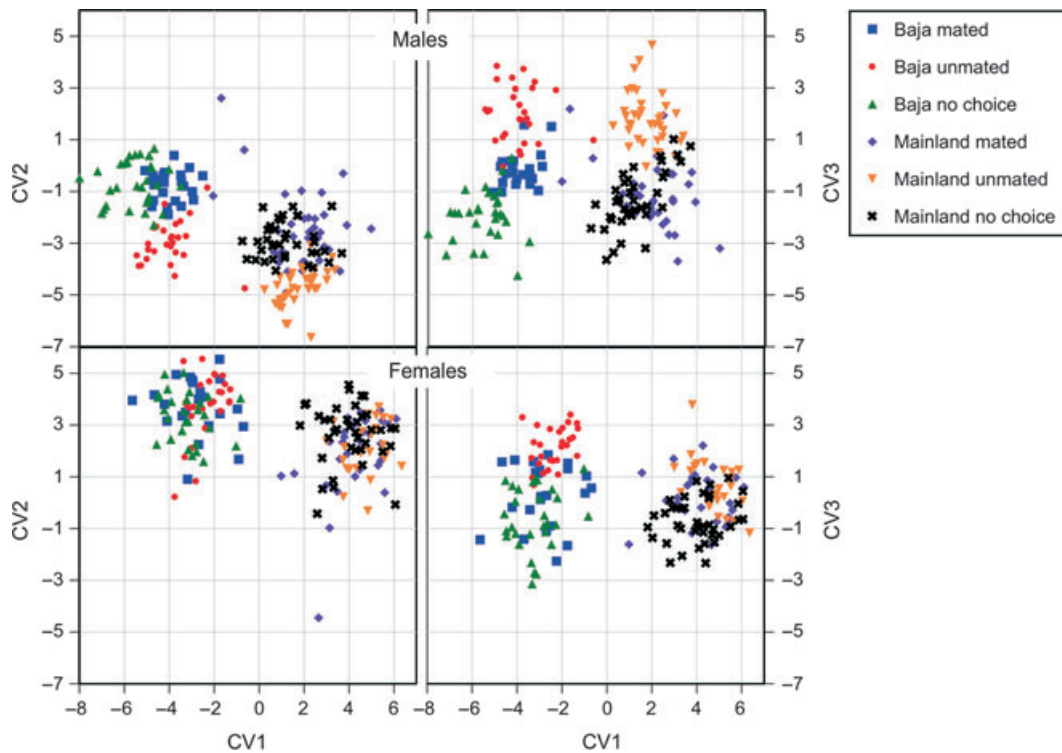 Males
5
3
1
−1
−3
−5
−7
CV2
5
3
1
−1
−3
−5
−7
CV3
Baja mated
Baja unmated
Baja no choice
Mainland mated
Mainland unmated
Mainland no choice
Females
5
3
1
−1
−3
−5
−7
CV2
5
3
1
−1
−3
−5
−7
CV3
−8 −6 −4 −2 0 2 4 6 −8 −6 −4 −2 0 2 4 6
CV1 CV1